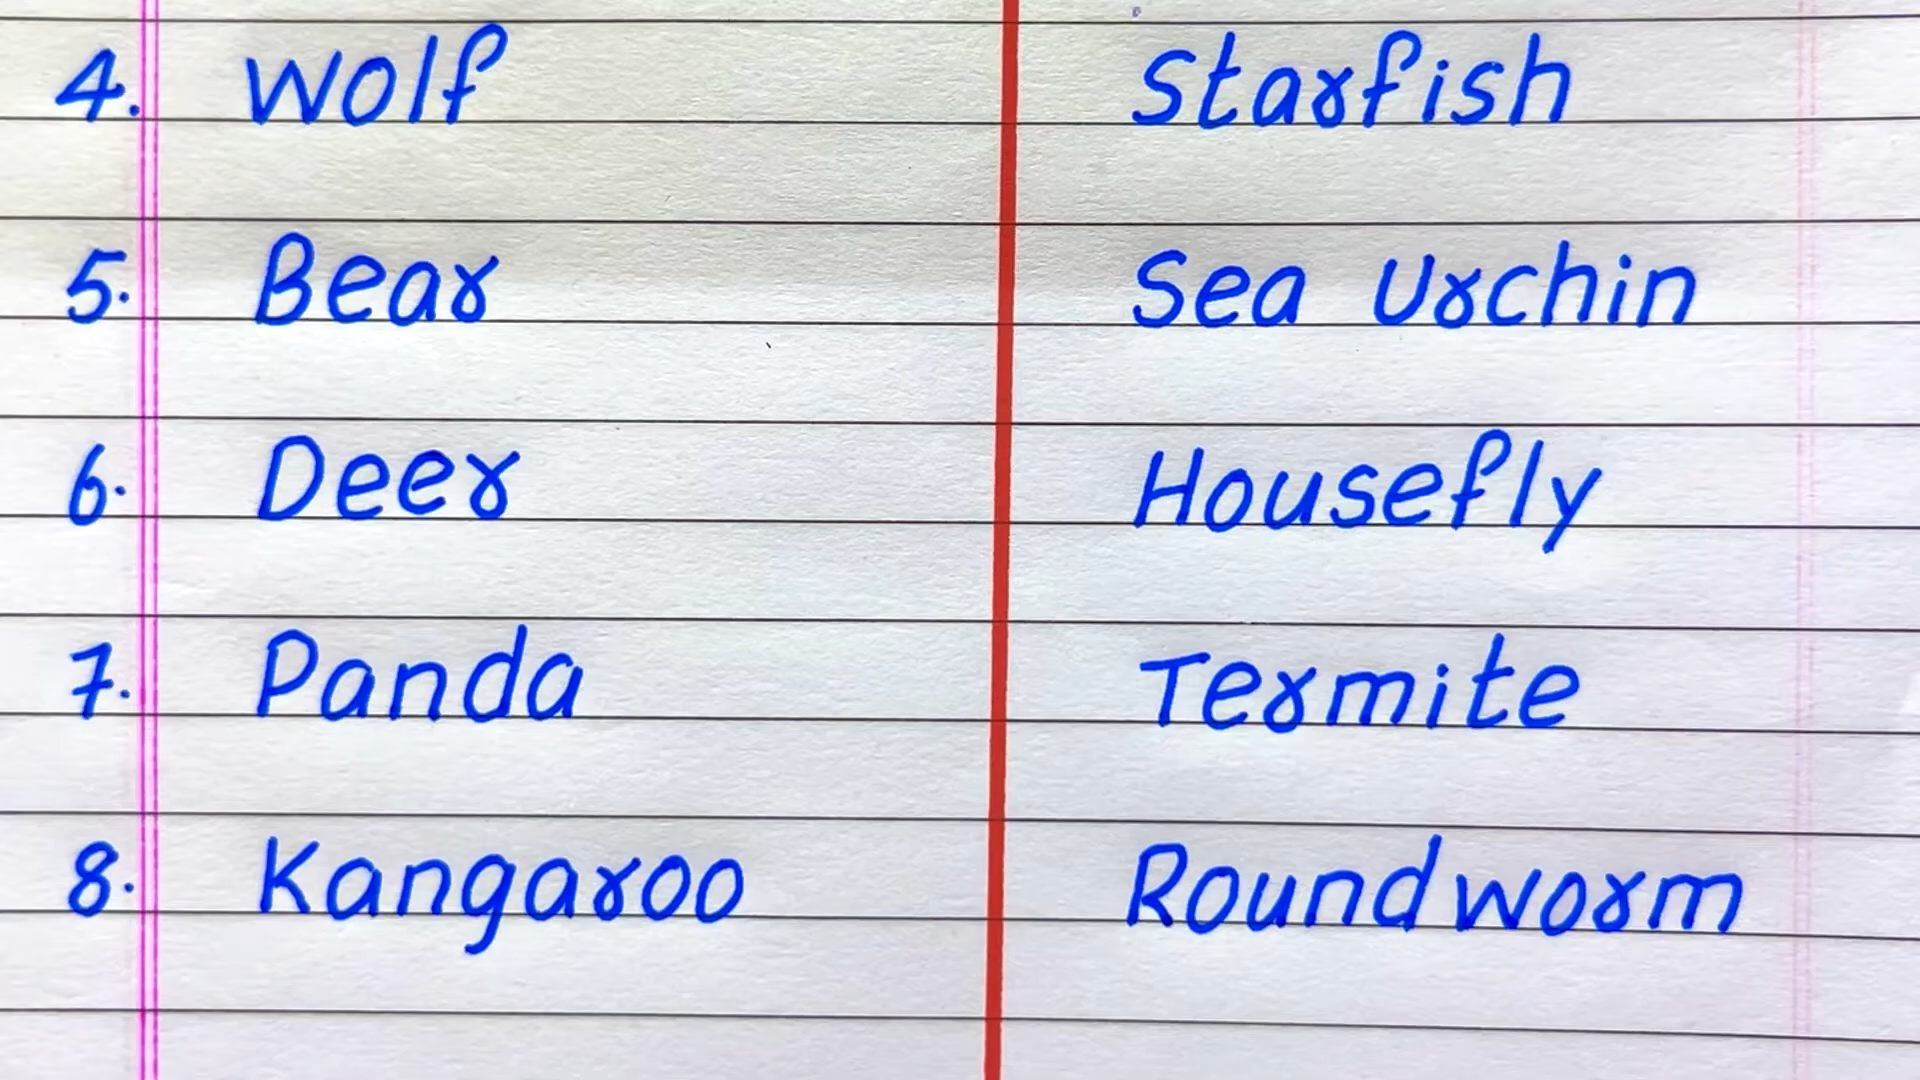 4. Wolf Starfish
5. Bear Sea Urchin
6. Deer Housefly
7. Panda Termite
8. Kangaroo Roundworm